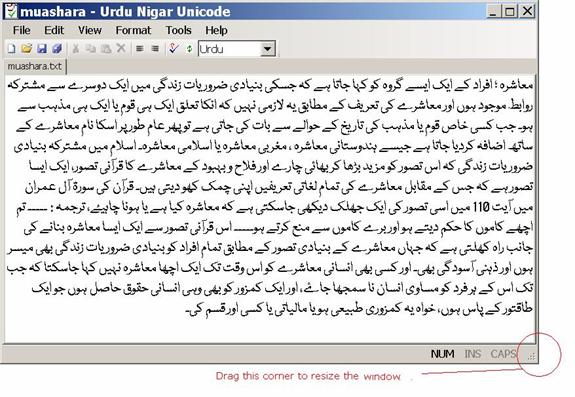 muashara - Urdu Nigar Unicode
File Edit View Format Tools Help
Urdu
muashara.txt
معاشرہ ؛ افراد کے ایک ایسے گروہ کو کہا جاتا ہے کہ جسکی بنیادی ضروریات زندگی میں ایک دوسرے سے مشترکہ
روابط موجود ہوں اور معاشرے کی تعریف کے مطابق یہ لازمی نہیں کہ انکا تعلق ایک ہی قوم یا ایک ہی مذہب سے
ہو۔ جب کسی خاص قوم یا مذہب کی تاریخ کے حوالے سے بات کی جاتی ہے تو پھر عام طور پر اسکا نام معاشرے کے
ساتھ اضافہ کردیا جاتا ہے جیسے ہندوستانی معاشرہ ، مغربی معاشرہ یا اسلامی معاشرہ۔ اسلام میں مشترکہ بنیادی
ضروریات زندگی کہ اس تصور کو مزید بڑھا کر بھائی چارے اور فلاح و بہبود کے معاشرے کا قرآنی تصور، ایک ایسا
تصور ہے کہ جس کے مقابل معاشرے کی تمام لغاتی تعریفیں اپنی چمک کھو دیتی ہیں۔ قرآن کی سورۃ آل عمران
میں آیت 110 میں اسی تصور کی ایک جھلک دیکھی جاسکتی ہے کہ معاشرہ کیا ہے یا ہونا چاہیئے، ترجمہ : ۔۔۔۔۔ تم
اچھے کاموں کا حکم دیتے ہو اور برے کاموں سے منع کرتے ہو۔۔۔۔۔ اس قرآنی تصور سے ایک ایسا معاشرہ بنانے کی
جانب راہ کھلتی ہے کہ جہاں معاشرے کے بنیادی تصور کے مطابق تمام افراد کو بنیادی ضروریات زندگی بھی میسر
ہوں اور ذہنی آسودگی بھی۔ اور کسی بھی انسانی معاشرے کو اس وقت تک ایک اچھا معاشرہ نہیں کہا جاسکتا کہ جب
تک اس کے ہر فرد کو مساوی انسان نا سمجھا جائے، اور ایک کمزور کو بھی وہی انسانی حقوق حاصل ہوں جو ایک
طاقتور کے پاس ہوں، خواہ یہ کمزوری طبیعی ہو یا مالیاتی یا کسی اور قسم کی۔
NUM INS CAPS
Drag this corner to resize the window.